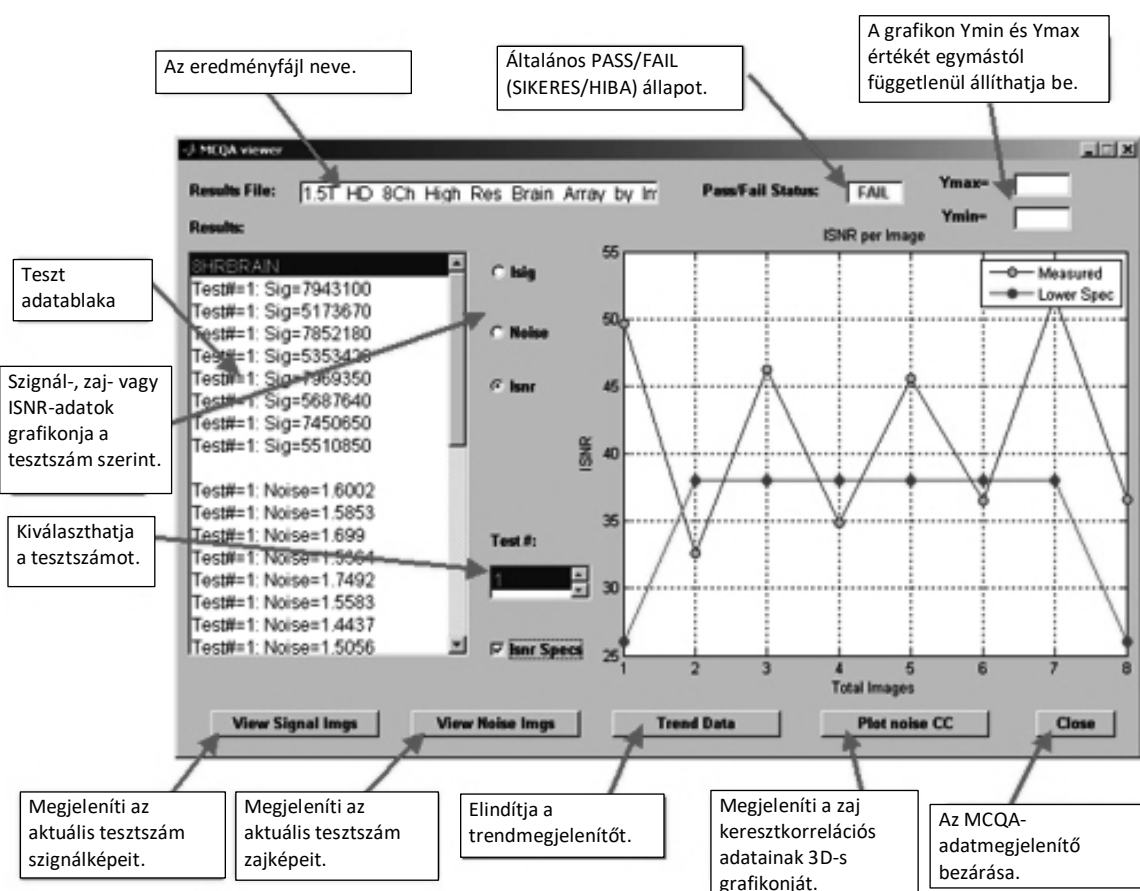 Az eredményfájl neve.
Általános PASS/FAIL
(SIKERES/HIBA) állapot.
A grafikon Ymin és Ymax
értékét egymástól
függetlenül állíthatja be.
MCQA viewer
Results File:
1.5T HD 8Ch High Res Brain Array by Im
Pass/Fail Status:
FAIL
Ymax=
Ymin=
Results:
8HRBRAIN
Test#=1: Sig=7943100
Test#=1: Sig=5173670
Test#=1: Sig=7852180
Test#=1: Sig=5353420
Test#=1: Sig=7969350
Test#=1: Sig=5687640
Test#=1: Sig=7450650
Test#=1: Sig=5510850
Test#=1: Noise=1.6002
Test#=1: Noise=1.5853
Test#=1: Noise=1.699
Test#=1:
Test#=1: Noise=1.7492
Test#=1: Noise=1.5583
Test#=1: Noise=1.4437
Test#=1: Noise=1.5056
Isig
Noise
Isnr
Test #:
1
Isnr Specs
ISNR per Image
Measured
Lower Spec
55
50
45
40
35
30
25
ISNR
1 2 3 4 5 6 7 8
Total Images
View Signal Imgs
View Noise Imgs
Trend Data
Plot noise CC
Close
Teszt
adatablaka
Szignál-, zaj- vagy
ISNR-adatok
grafikonja a
tesztszám szerint.
Kiválaszthatja
a tesztszámot.
Megjeleníti az
aktuális tesztszám
szignálképeit.
Megjeleníti az
aktuális tesztszám
zajképeit.
Elindítja a
trendmegjelenítőt.
Megjeleníti a zaj
keresztkorrelációs
adatainak 3D-s
grafikonját.
Az MCQA-
adatmegjelenítő
bezárása.